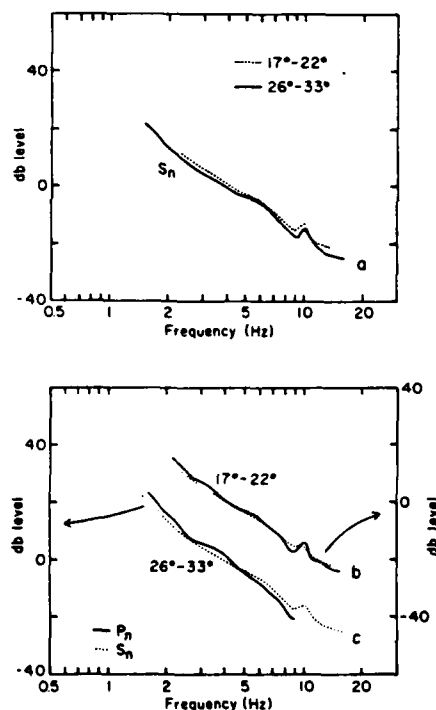 17°-22°
26°-33°
40
0
-40
db level
Sn
a
0.5 1 2 5 10 20
Frequency (Hz)
40
0
-40
db level
40
0
-40
db level
17°-22°
26°-33°
b
c
Pn
Sn
0.5 1 2 5 10 20
Frequency (Hz)